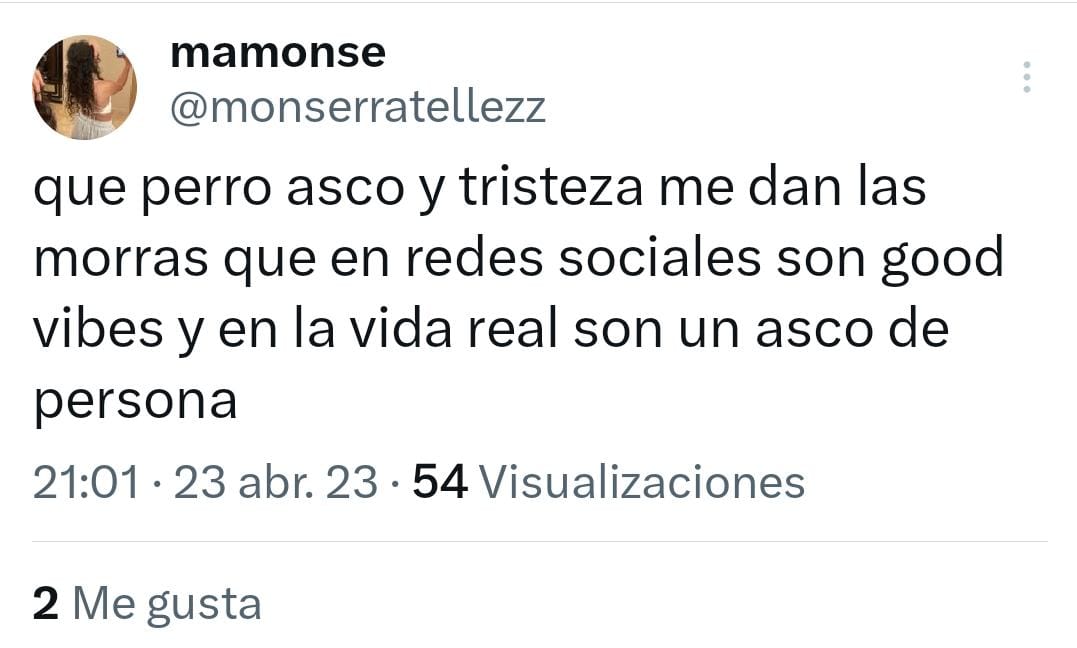 mamonse
@monserratellezz
que perro asco y tristeza me dan las
morras que en redes sociales son good
vibes y en la vida real son un asco de
persona
21:01 · 23 abr. 23 · 54 Visualizaciones
2 Me gusta